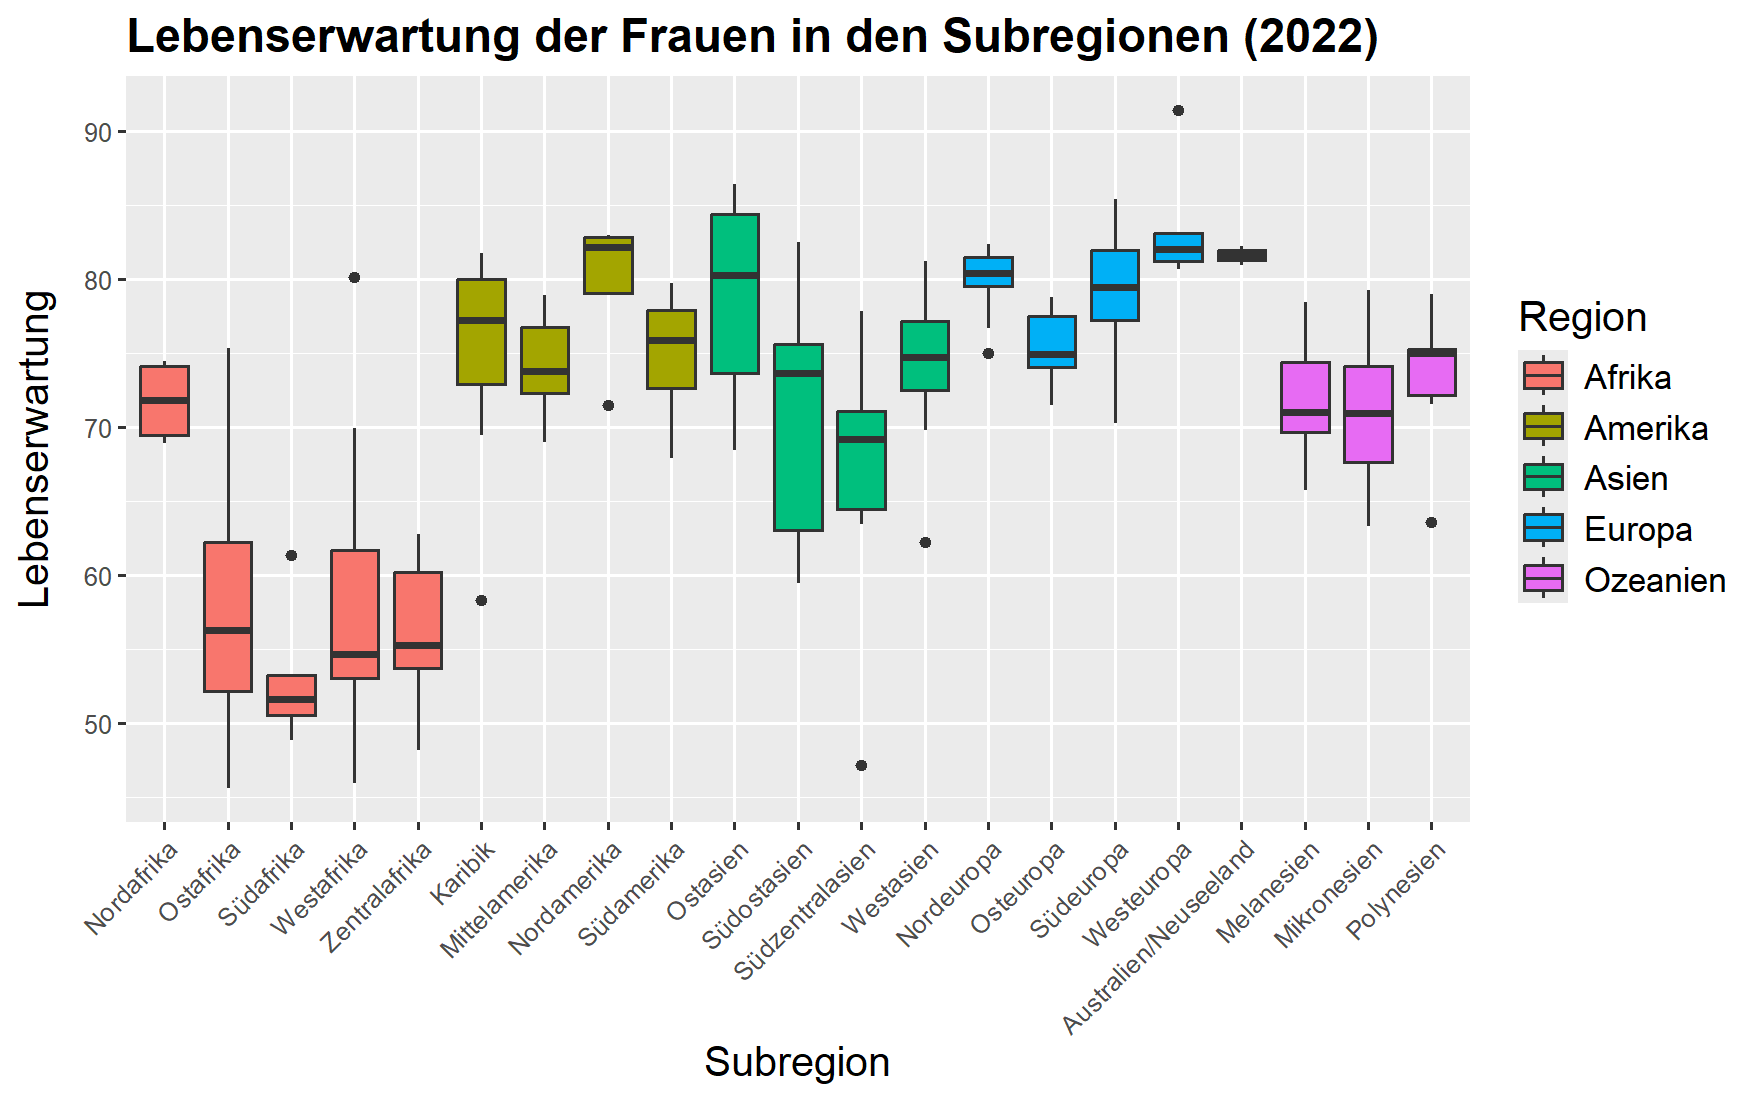 Lebenserwartung der Frauen in den Subregionen (2022)
Lebenserwartung
90
80
70
60
50
Nordafrika
Ostafrika
Südafrika
Westafrika
Zentralafrika
Karibik
Mittelamerika
Nordamerika
Südamerika
Ostasien
Südostasien
Südzentralasien
Westasien
Nordeuropa
Osteuropa
Südeuropa
Westeuropa
Australien/Neuseeland
Melanesien
Mikronesien
Polynesien
Subregion
Region
Afrika
Amerika
Asien
Europa
Ozeanien